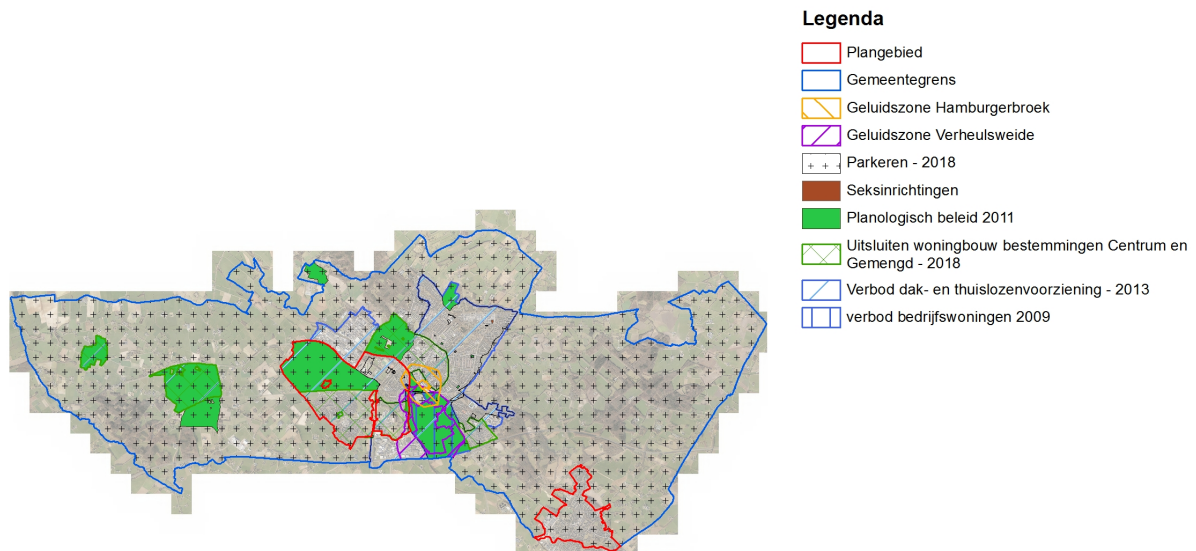 Legenda
Plangebied
Gemeentegrens
Geluidszone Hamburgerbroek
Geluidszone Verheulsweide
Parkeren - 2018
Seksinrichtingen
Planologisch beleid 2011
Uitsluiten woningbouw bestemmingen Centrum en
Gemengd - 2018
Verbod dak- en thuislozenvoorziening - 2013
verbod bedrijfswoningen 2009